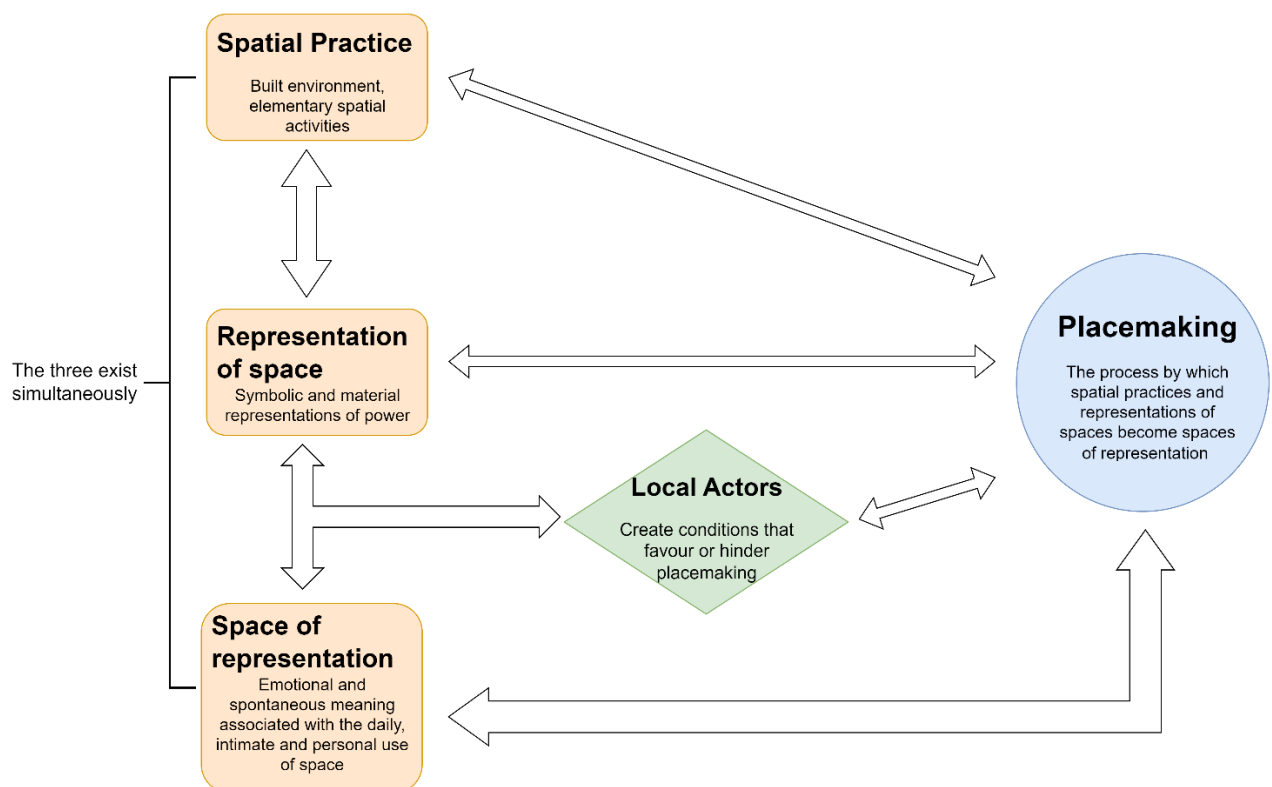 Spatial Practice
Built environment,
elementary spatial
activities
The three exist
simultaneously
Representation
of space
Symbolic and material
representations of power
Local Actors
Create conditions that
favour or hinder
placemaking
Placemaking
The process by which
spatial practices and
representations of
spaces become spaces
of representation
Space of
representation
Emotional and
spontaneous meaning
associated with the daily,
intimate and personal use
of space